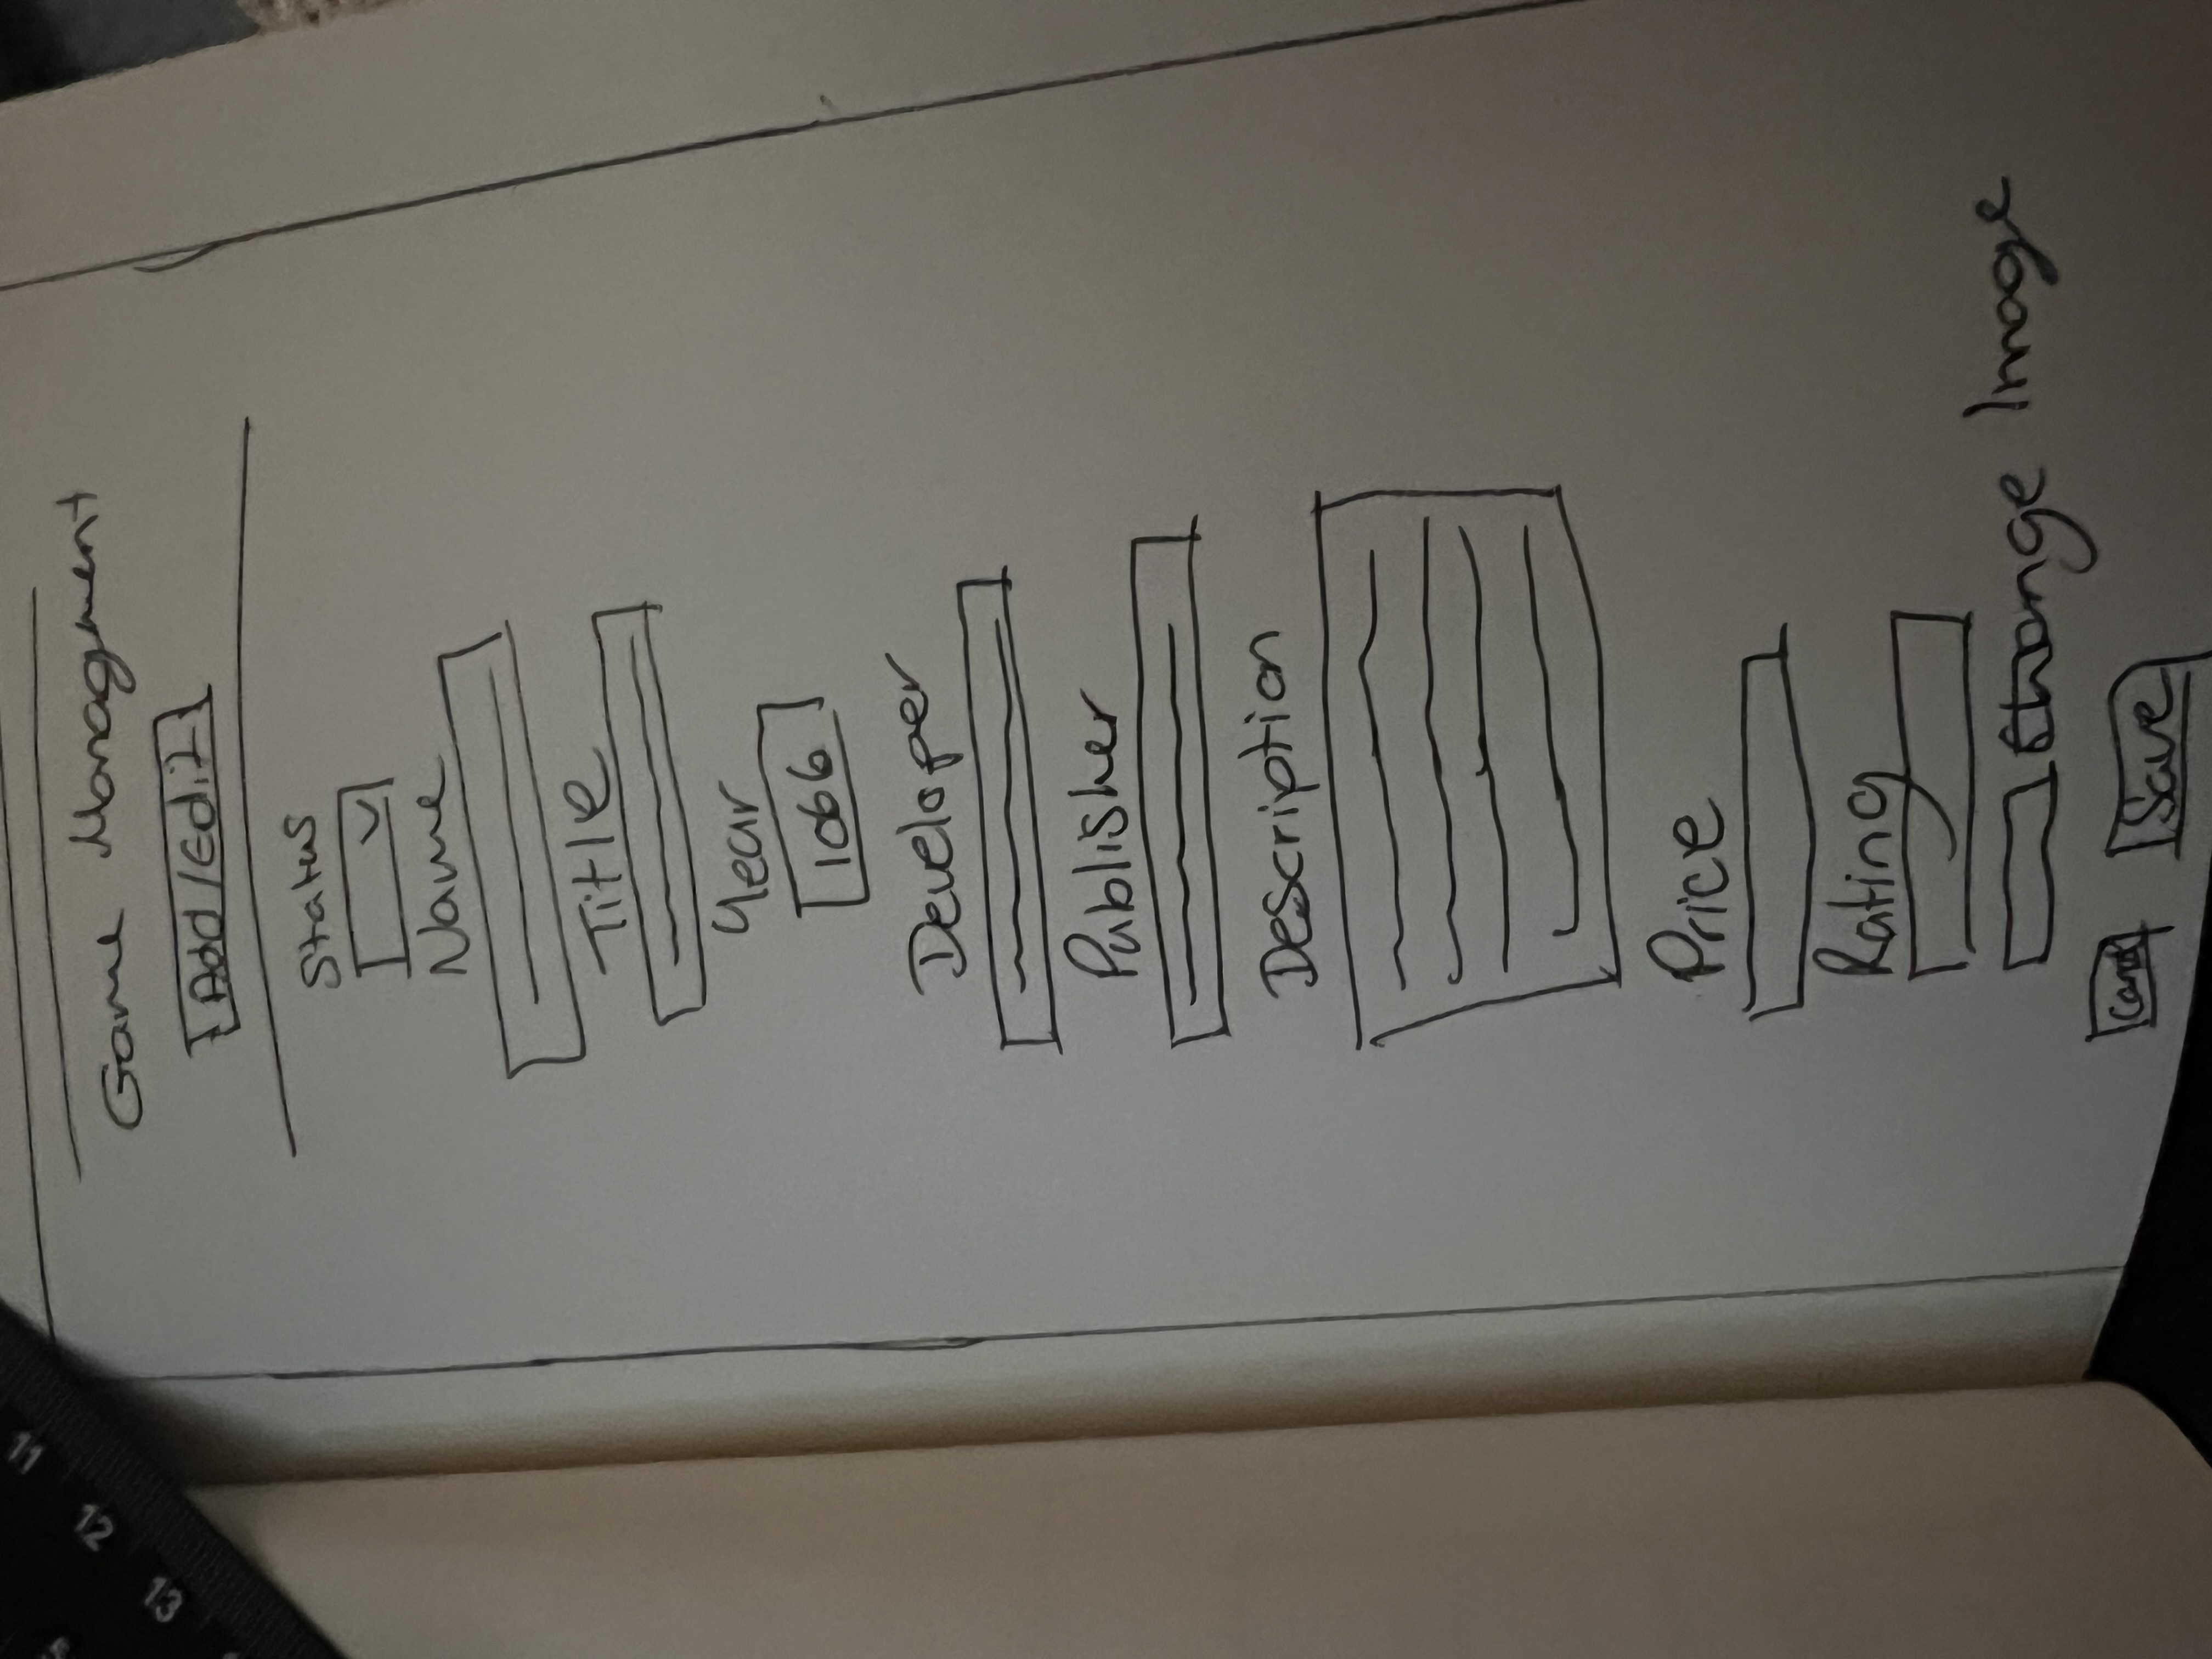 Game Management
Add/Edit
Status
Name
Title
Year
1066
Developer
Publisher
Description
Price
Rating
Change Image
Cancel Save
11
12
13